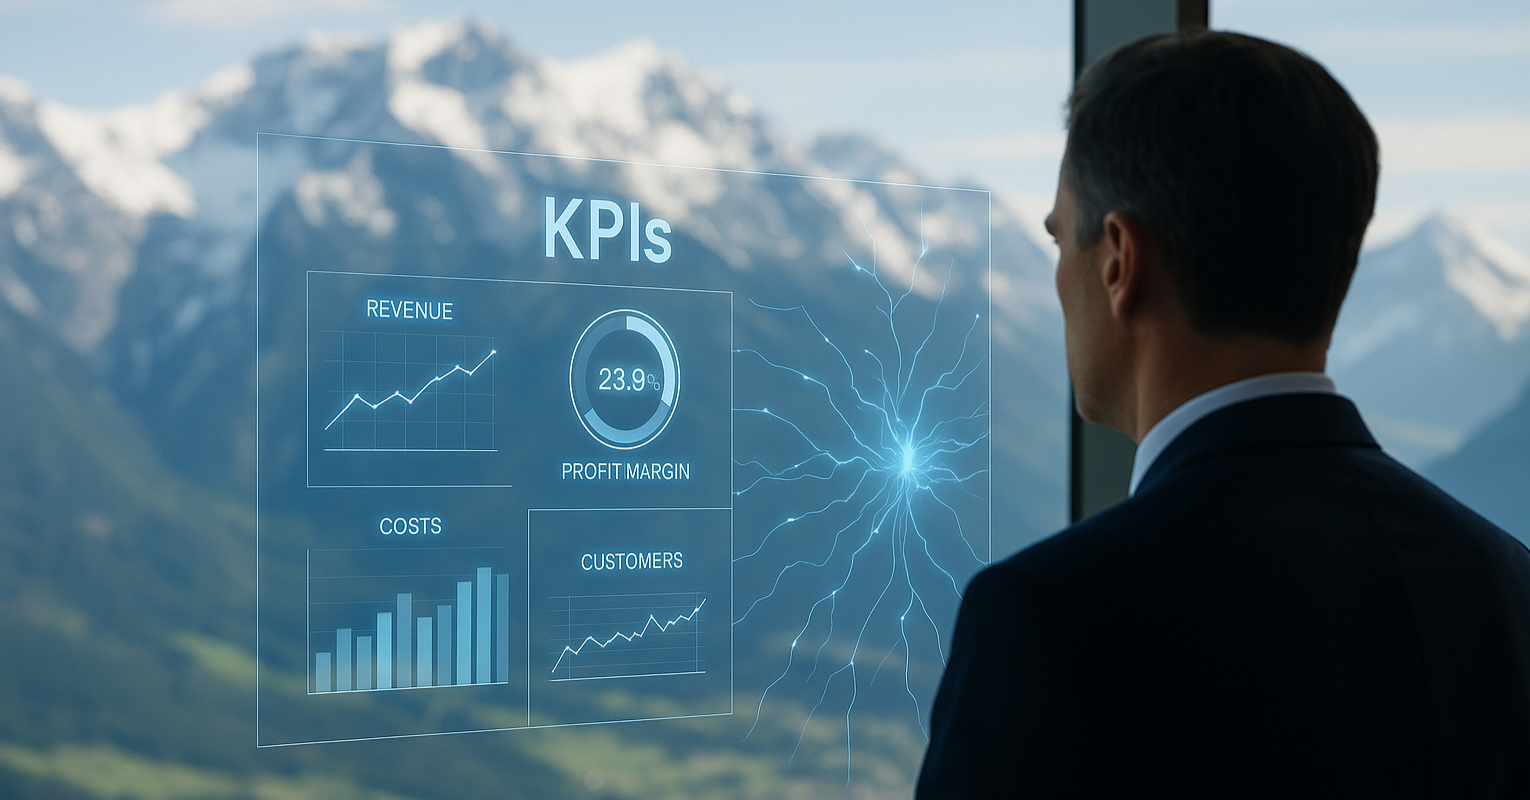 KPIs
REVENUE
23.9%
PROFIT MARGIN
COSTS
CUSTOMERS